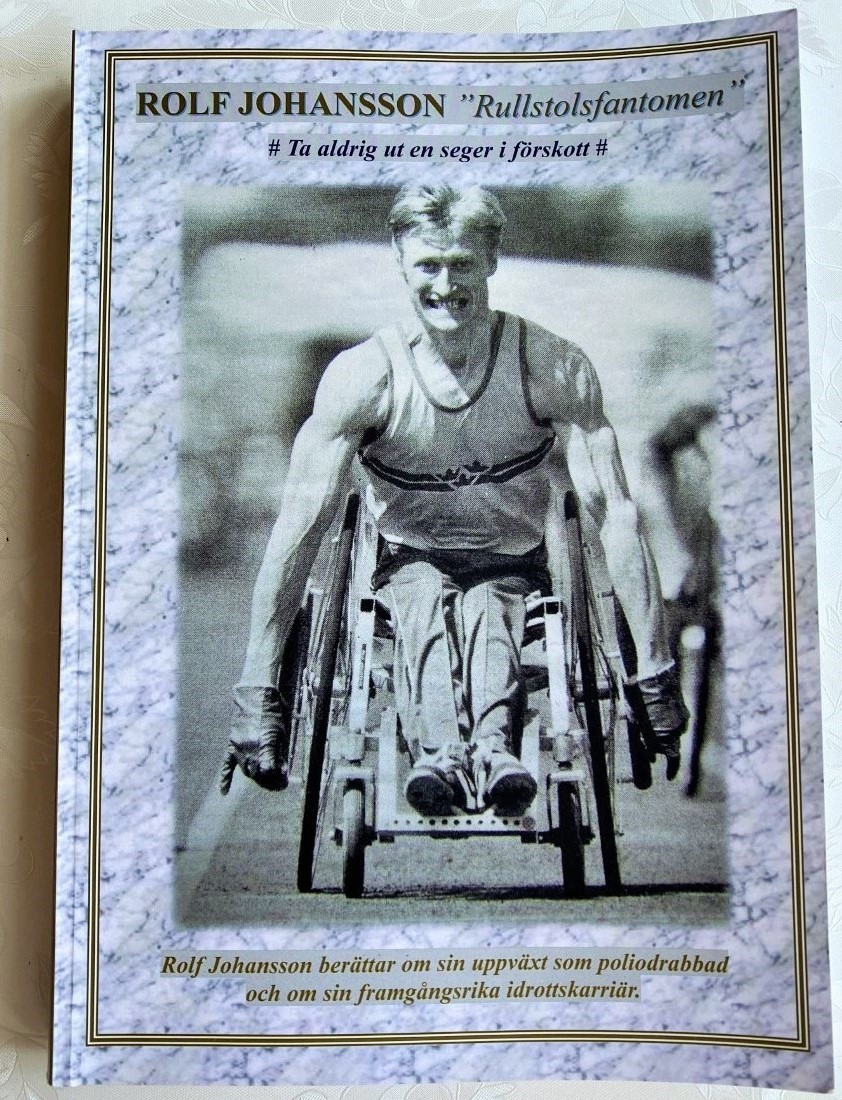 ROLF JOHANSSON ”Rullstolsfantomen”
# Ta aldrig ut en seger i förskott #
Rolf Johansson berättar om sin uppväxt som poliodrabbad
och om sin framgångsrika idrottskarriär.